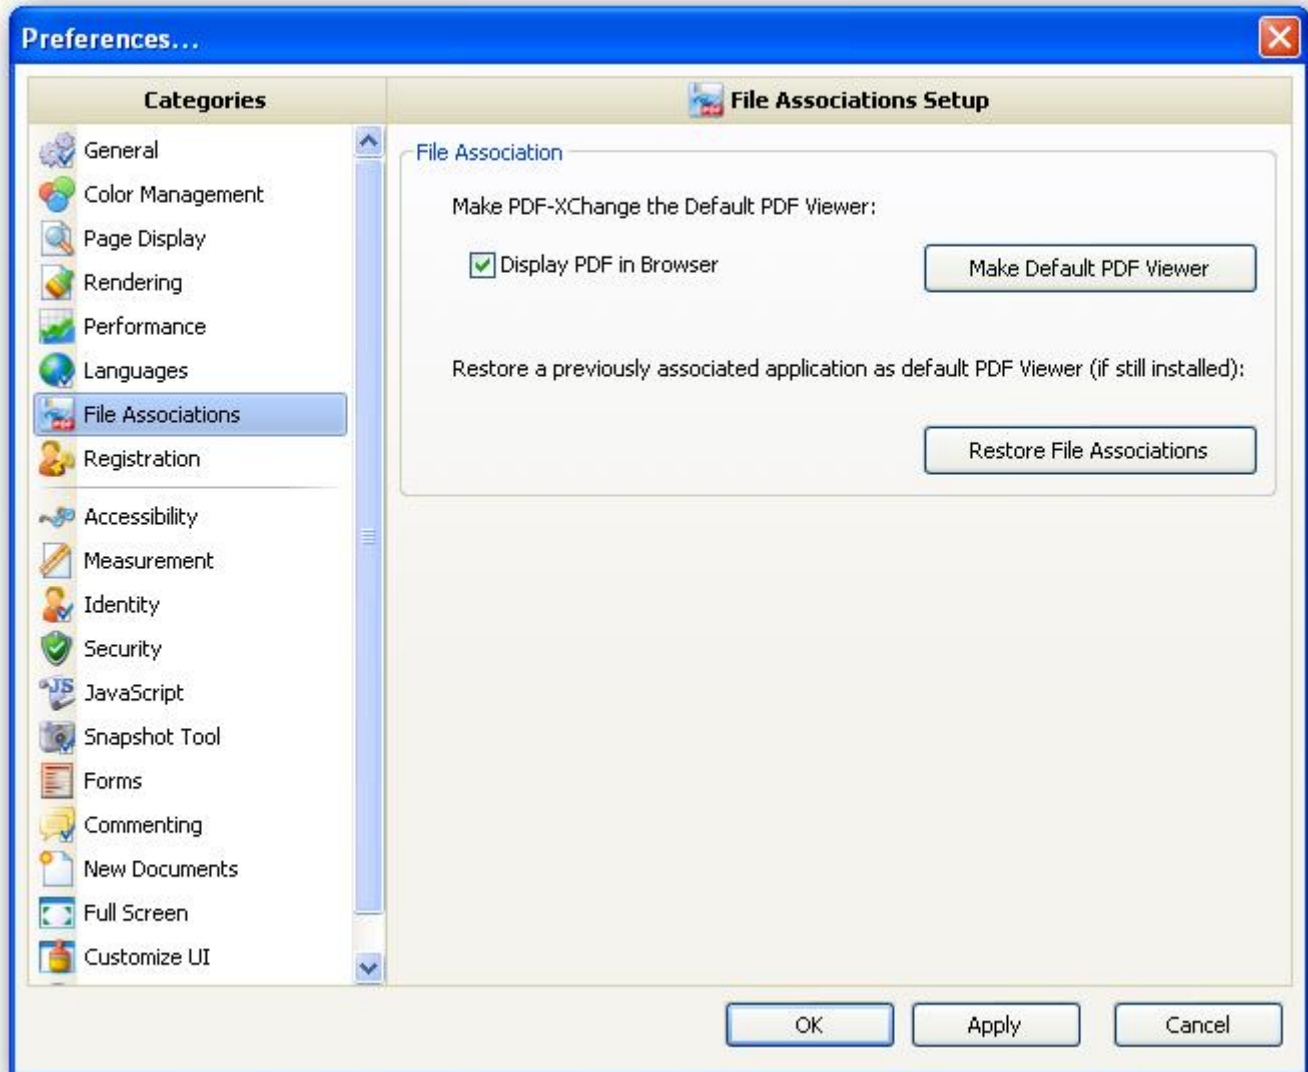 Preferences...
Categories
File Associations Setup
General
Color Management
Page Display
Rendering
Performance
Languages
File Associations
Registration
Accessibility
Measurement
Identity
Security
JavaScript
Snapshot Tool
Forms
Commenting
New Documents
Full Screen
Customize UI
File Association
Make PDF-XChange the Default PDF Viewer:
Display PDF in Browser
Make Default PDF Viewer
Restore a previously associated application as default PDF Viewer (if still installed):
Restore File Associations
OK
Apply
Cancel